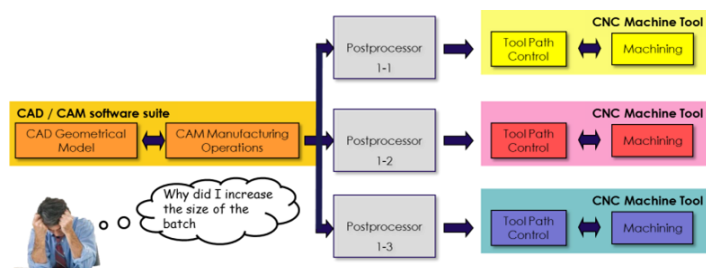 CNC Machine Tool
Postprocessor
1-1
Tool Path
Control
Machining
CAD / CAM software suite
CAD Geometrical
Model
CAM Manufacturing
Operations
Postprocessor
1-2
CNC Machine Tool
Tool Path
Control
Machining
Why did I increase
the size of the
batch
Postprocessor
1-3
CNC Machine Tool
Tool Path
Control
Machining